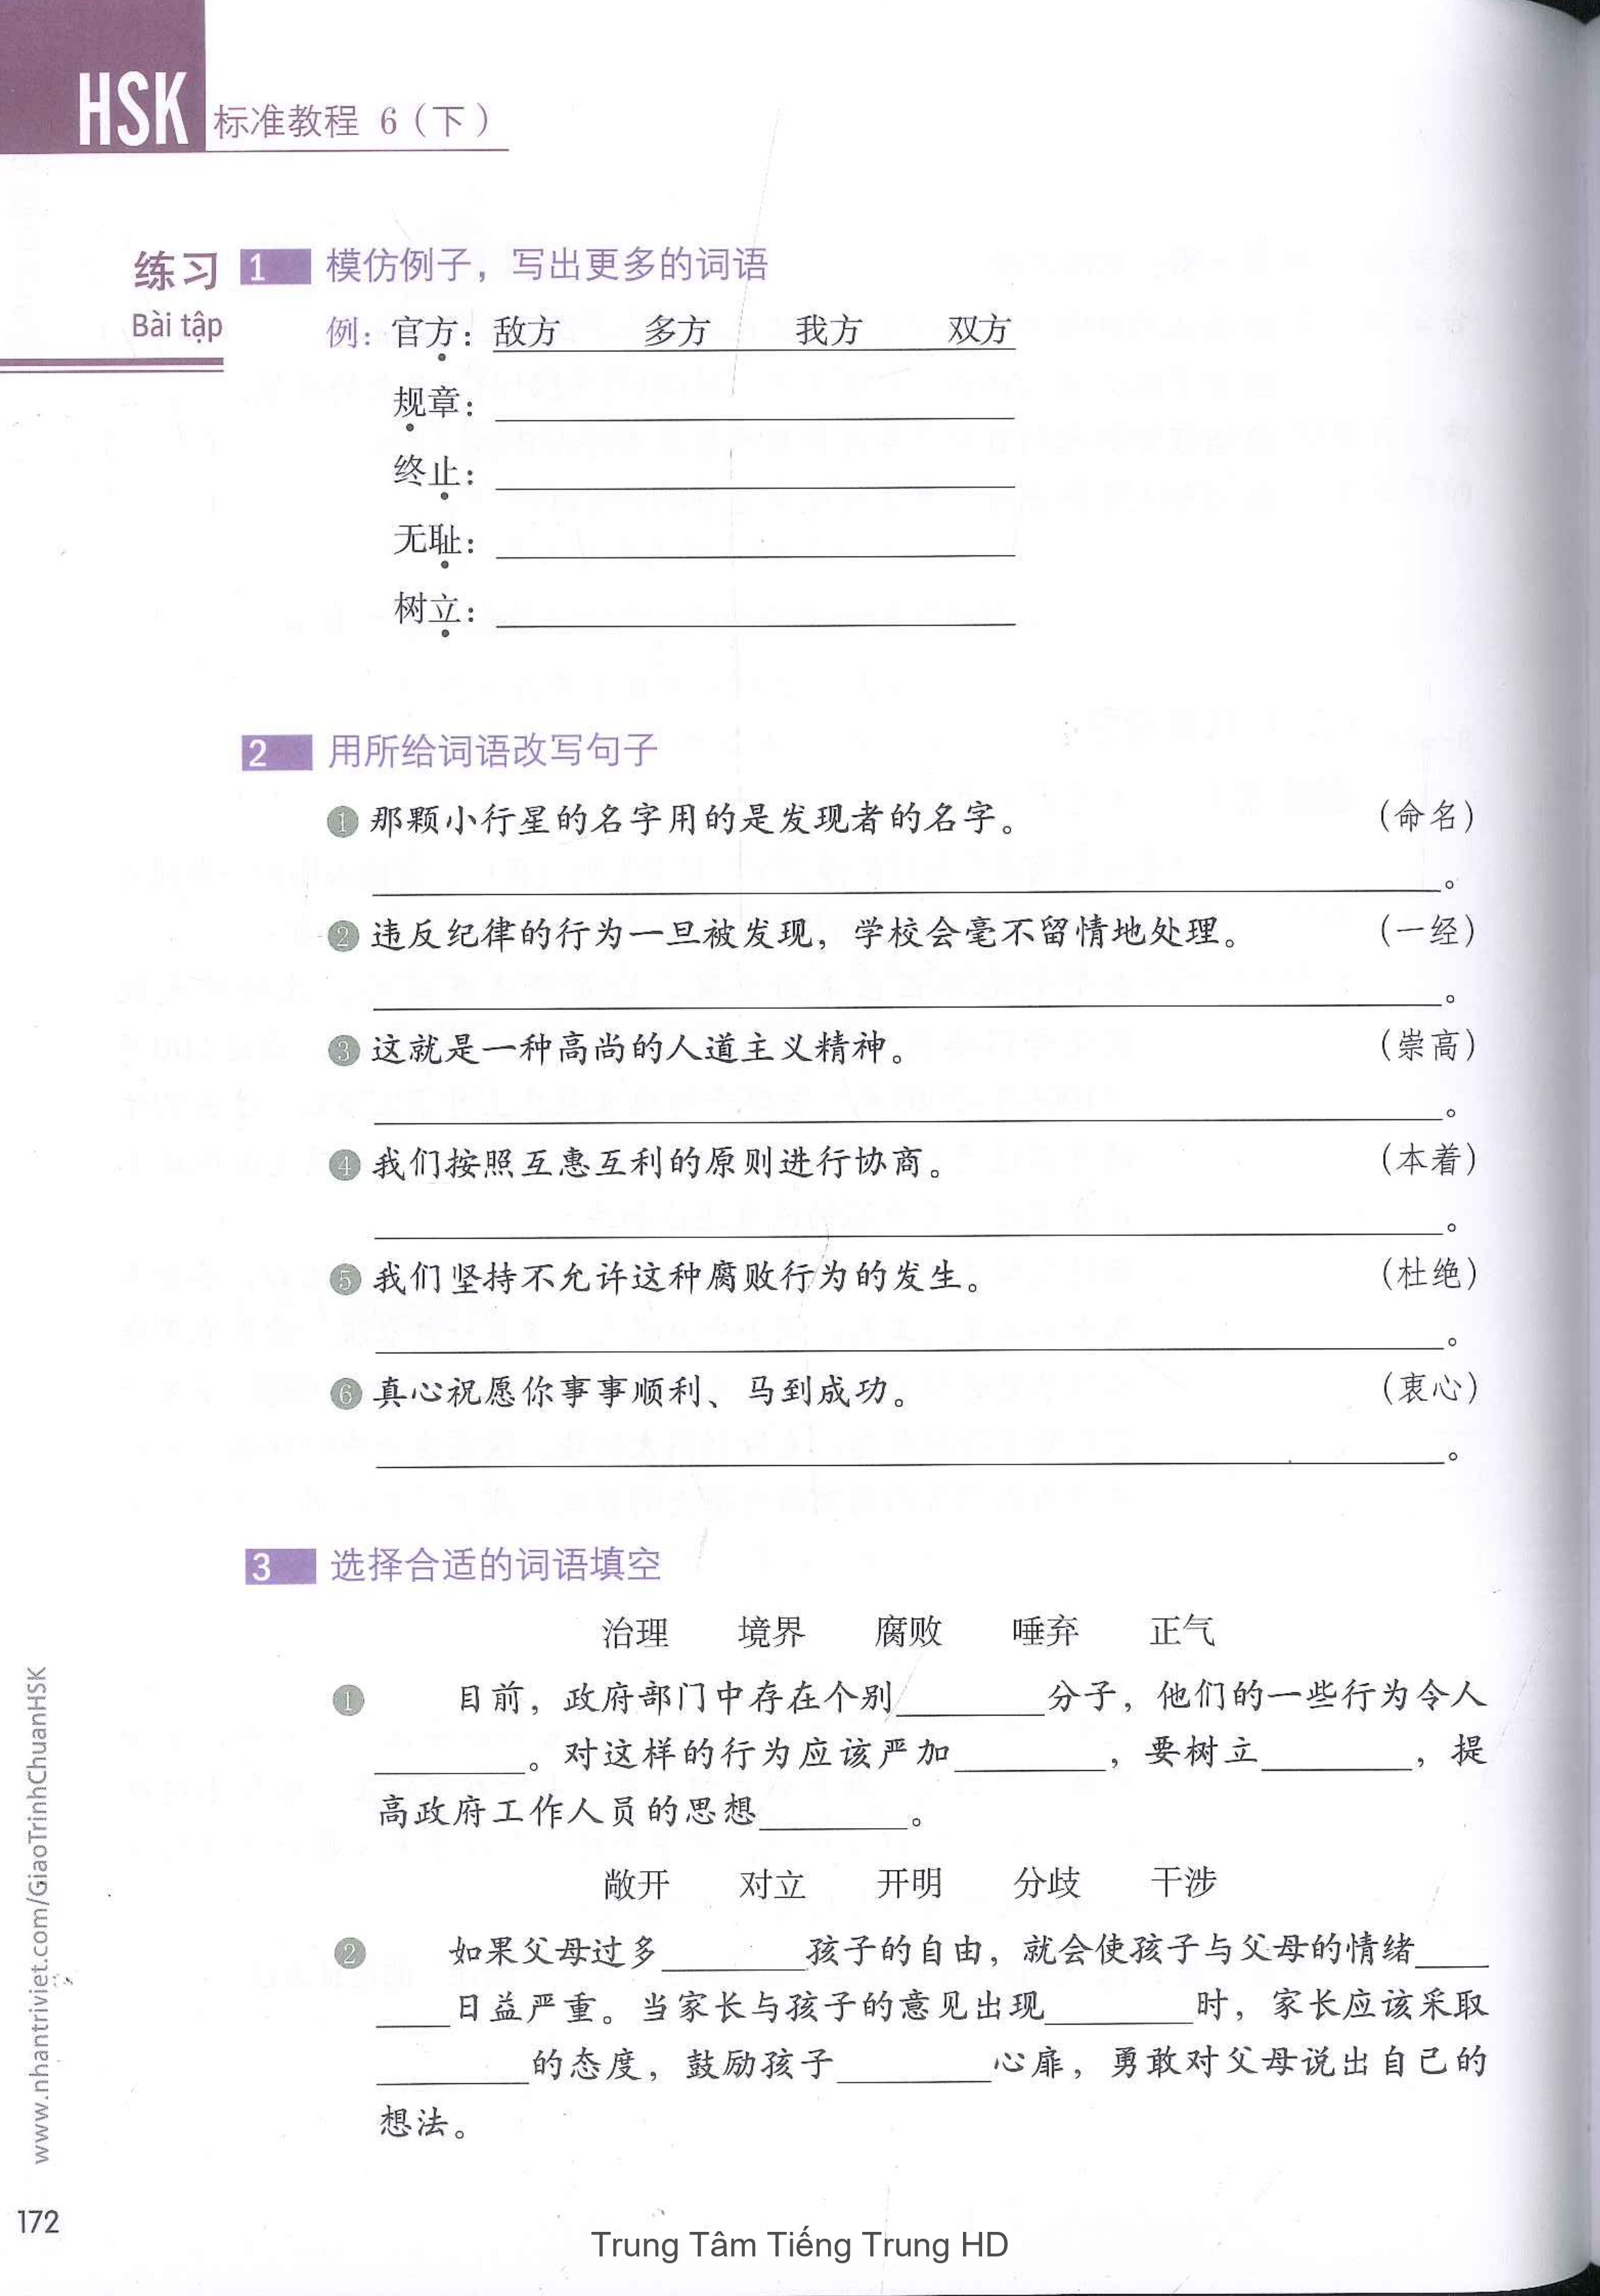 HSK 标准教程 6（下）
练习
Bài tập
1 模仿例子，写出更多的词语
例：官方：敌方 多方 我方 双方
规章：
终止：
无耻：
树立：
2 用所给词语改写句子
1 那颗小行星的名字用的是发现者的名字。 （命名）
。
2 违反纪律的行为一旦被发现，学校会毫不留情地处理。 （一经）
。
3 这就是一种高尚的人道主义精神。 （崇高）
。
4 我们按照互惠互利的原则进行协商。 （本着）
。
5 我们坚持不允许这种腐败行为的发生。 （杜绝）
。
6 真心祝愿你事事顺利、马到成功。 （衷心）
。
3 选择合适的词语填空
治理 境界 腐败 唾弃 正气
1 目前，政府部门中存在个别________分子，他们的一些行为令人
________。对这样的行为应该严加________，要树立________，提
高政府工作人员的思想________。
敞开 对立 开明 分歧 干涉
2 如果父母过多________孩子的自由，就会使孩子与父母的情绪____
____日益严重。当家长与孩子的意见出现________时，家长应该采取
________的态度，鼓励孩子________心扉，勇敢对父母说出自己的
想法。
www.nhantriviet.com/GiaoTrinhChuanHSK
172
Trung Tâm Tiếng Trung HD